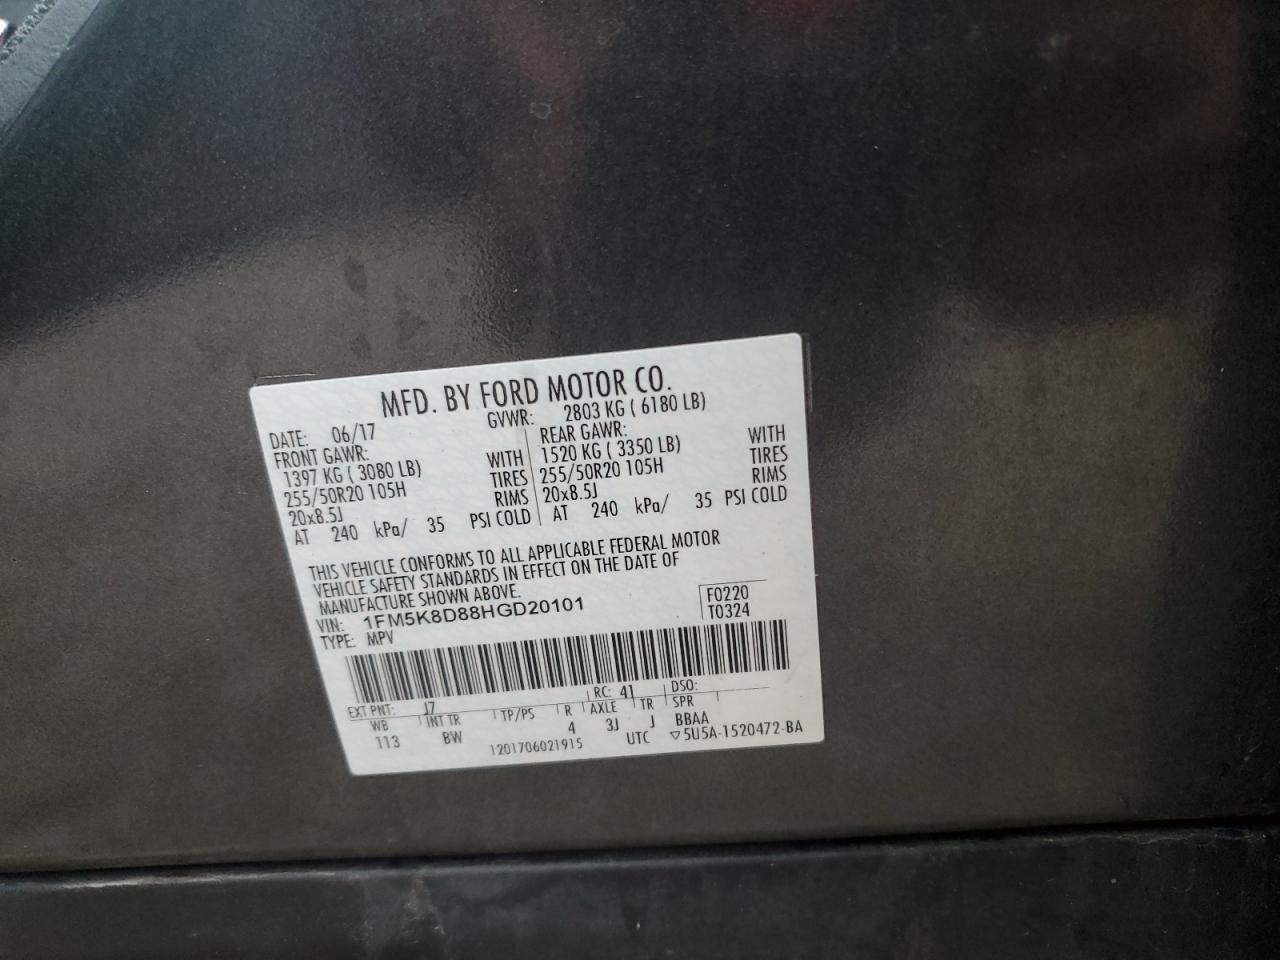 MFD. BY FORD MOTOR CO.
DATE: 06/17 GVWR: 2803 KG ( 6180 LB)
FRONT GAWR: REAR GAWR:
1397 KG ( 3080 LB) WITH 1520 KG ( 3350 LB) WITH
255/50R20 105H TIRES 255/50R20 105H TIRES
20x8.5J RIMS 20x8.5J RIMS
AT 240 kPa/ 35 PSI COLD AT 240 kPa/ 35 PSI COLD
THIS VEHICLE CONFORMS TO ALL APPLICABLE FEDERAL MOTOR
VEHICLE SAFETY STANDARDS IN EFFECT ON THE DATE OF
MANUFACTURE SHOWN ABOVE.
VIN: 1FM5K8D88HGD20101 F0220
TYPE: MPV T0324
EXT PNT: J7 RC: 41 DSO:
WB INT TR TP/PS R AXLE TR SPR
113 BW 4 3J J BBAA
1201706021915 UTC ▽5U5A-1520472-BA